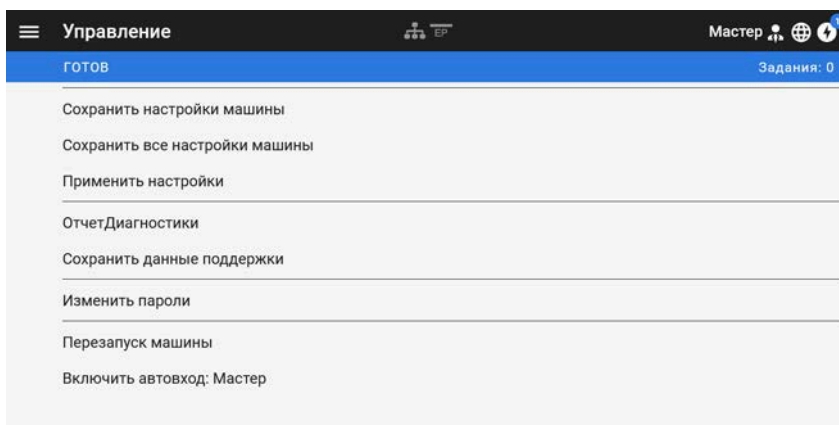 Управление EP Мастер
ГОТОВ Задания: 0
Сохранить настройки машины
Сохранить все настройки машины
Применить настройки
ОтчетДиагностики
Сохранить данные поддержки
Изменить пароли
Перезапуск машины
Включить автовход: Мастер